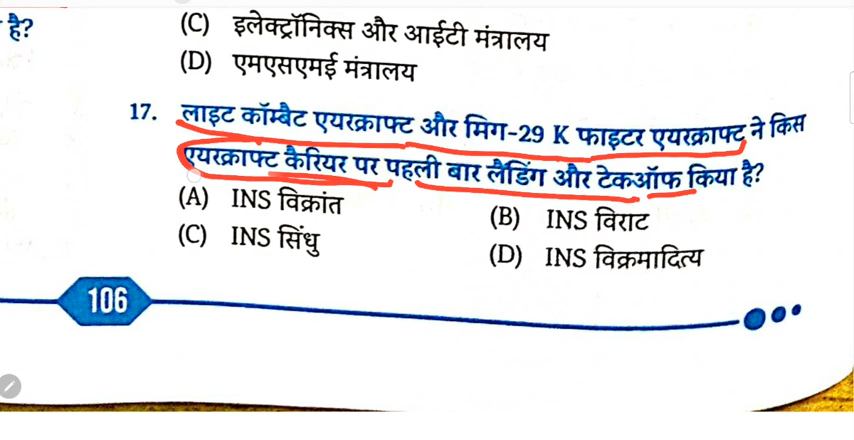 है?
(C) इलेक्ट्रॉनिक्स और आईटी मंत्रालय
(D) एमएसएमई मंत्रालय
17. लाइट कॉम्बैट एयरक्राफ्ट और मिग-29 K फाइटर एयरक्राफ्ट ने किस
एयरक्राफ्ट कैरियर पर पहली बार लैंडिंग और टेकऑफ किया है?
(A) INS विक्रांत
(B) INS विराट
(C) INS सिंधु
(D) INS विक्रमादित्य
106